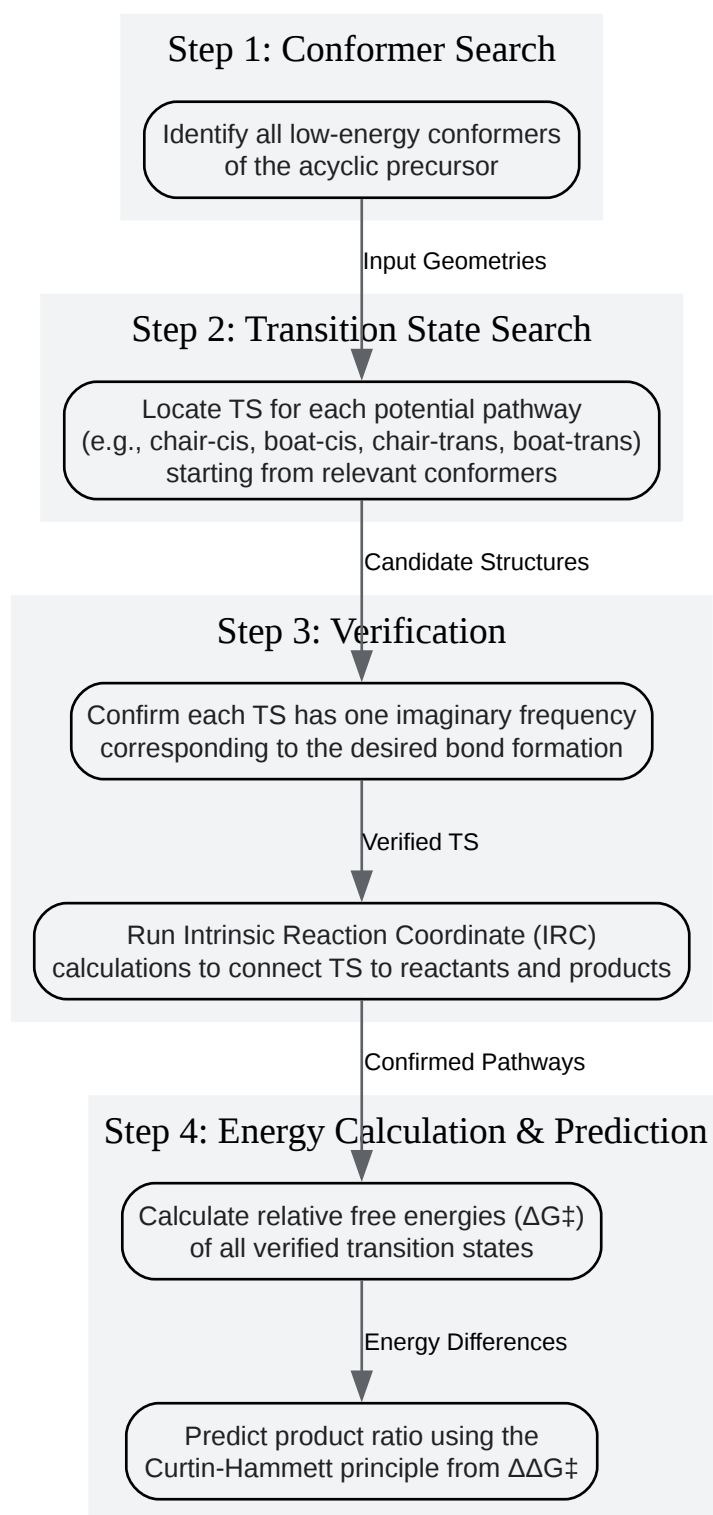 Step 1: Conformer Search
Identify all low-energy conformers
of the acyclic precursor
Input Geometries
Step 2: Transition State Search
Locate TS for each potential pathway
(e.g., chair-cis, boat-cis, chair-trans, boat-trans)
starting from relevant conformers
Candidate Structures
Step 3: Verification
Confirm each TS has one imaginary frequency
corresponding to the desired bond formation
Verified TS
Run Intrinsic Reaction Coordinate (IRC)
calculations to connect TS to reactants and products
Confirmed Pathways
Step 4: Energy Calculation & Prediction
Calculate relative free energies (ΔG‡)
of all verified transition states
Energy Differences
Predict product ratio using the
Curtin-Hammett principle from ΔΔG‡